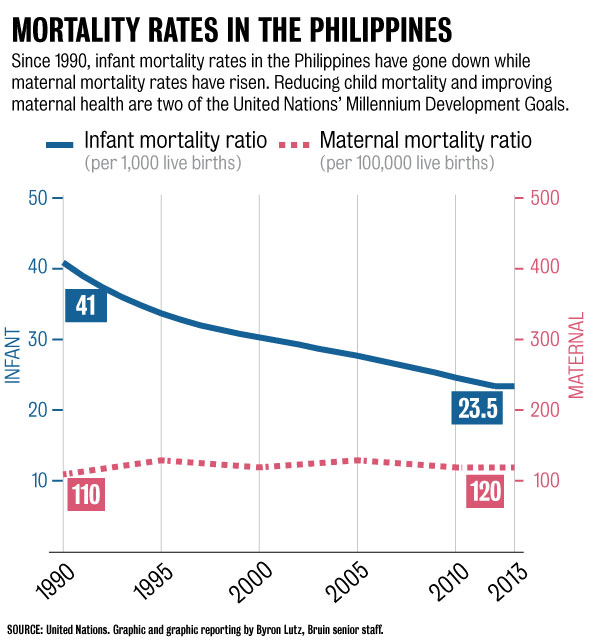 MORTALITY RATES IN THE PHILIPPINES
Since 1990, infant mortality rates in the Philippines have gone down while
maternal mortality rates have risen. Reducing child mortality and improving
maternal health are two of the United Nations’ Millennium Development Goals.
Infant mortality ratio
(per 1,000 live births)
Maternal mortality ratio
(per 100,000 live births)
50
500
40
400
41
30
300
INFANT
MATERNAL
20
200
23.5
10
100
110
120
1990
1995
2000
2005
2010
2013
SOURCE: United Nations. Graphic and graphic reporting by Byron Lutz, Bruin senior staff.